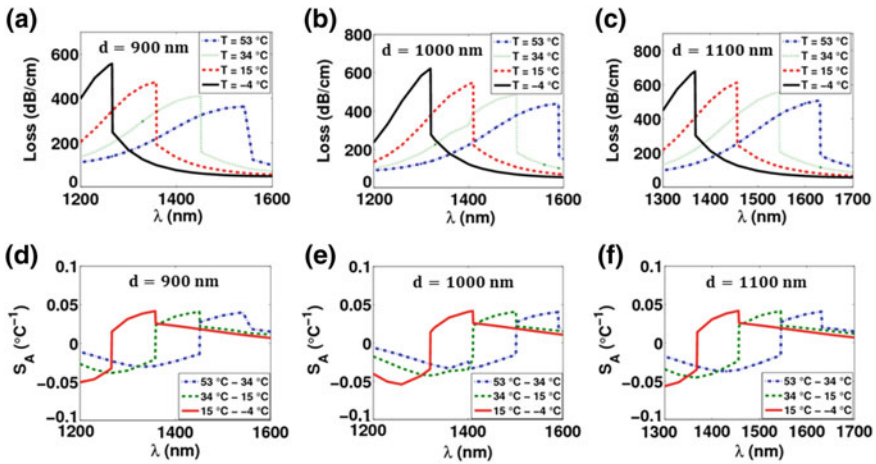 (a)
d = 900 nm
T = 53 °C
T = 34 °C
T = 15 °C
T = -4 °C
Loss (dB/cm)
600
400
200
0
1200
1400
1600
λ (nm)
(b)
d = 1000 nm
T = 53 °C
T = 34 °C
T = 15 °C
T = -4 °C
Loss (dB/cm)
800
600
400
200
0
1200
1300
1400
1500
1600
λ (nm)
(c)
d = 1100 nm
T = 53 °C
T = 34 °C
T = 15 °C
T = -4 °C
Loss (dB/cm)
800
600
400
200
0
1300
1400
1500
1600
1700
λ (nm)
(d)
d = 900 nm
S_A (°C⁻¹)
0.1
0.05
0
−0.05
−0.1
53 °C − 34 °C
34 °C − 15 °C
15 °C − -4 °C
1200
1400
1600
λ (nm)
(e)
d = 1000 nm
S_A (°C⁻¹)
0.1
0.05
0
−0.05
−0.1
53 °C − 34 °C
34 °C − 15 °C
15 °C − -4 °C
1200
1400
1600
λ (nm)
(f)
d = 1100 nm
S_A (°C⁻¹)
0.1
0.05
0
−0.05
−0.1
53 °C − 34 °C
34 °C − 15 °C
15 °C − -4 °C
1300
1400
1500
1600
1700
λ (nm)